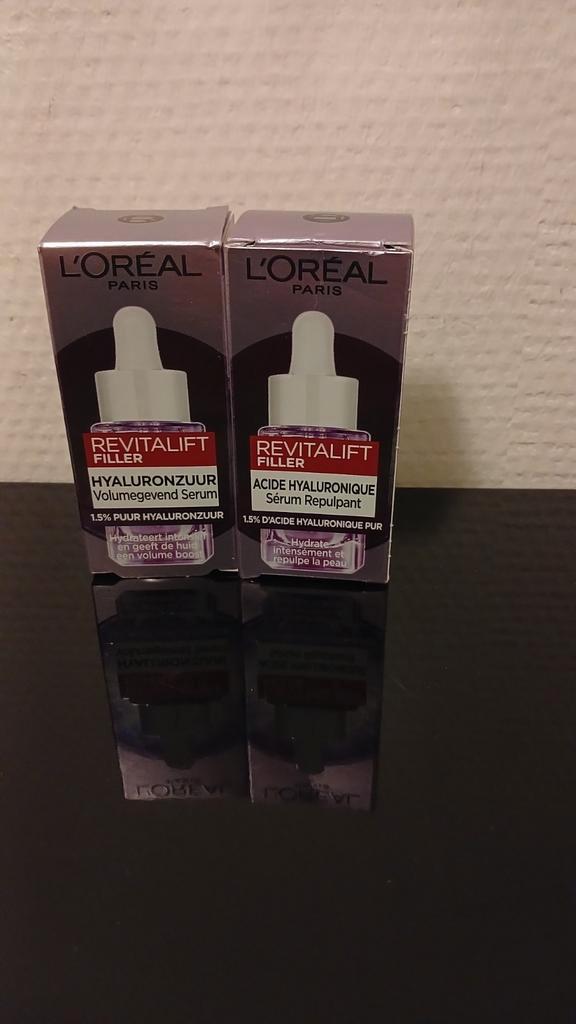 L'ORÉAL
PARIS
REVITALIFT
FILLER
HYALURONZUUR
Volumegevend Serum
1.5% PUUR HYALURONZUUR
Hydrateert intensief
en geeft de huid
een volume boost
L'ORÉAL
PARIS
REVITALIFT
FILLER
ACIDE HYALURONIQUE
Sérum Repulpant
1.5% D'ACIDE HYALURONIQUE PUR
Hydrate
intensément et
repulpe la peau